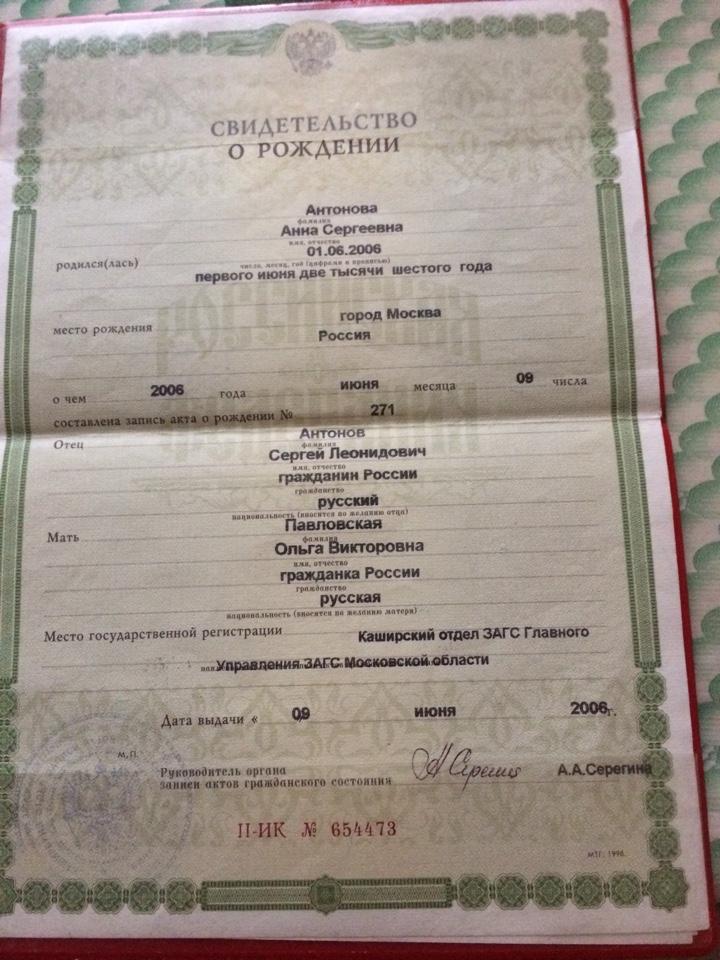 СВИДЕТЕЛЬСТВО
О РОЖДЕНИИ
Антонова
фамилия
Анна Сергеевна
имя, отчество
родился(лась) 01.06.2006
число, месяц, год (цифрами и прописью)
первого июня две тысячи шестого года
место рождения город Москва
Россия
о чем 2006 года июня месяца 09 числа
составлена запись акта о рождении № 271
Отец Антонов
фамилия
Сергей Леонидович
имя, отчество
гражданин России
гражданство
русский
национальность (вносится по желанию отца)
Мать Павловская
фамилия
Ольга Викторовна
имя, отчество
гражданка России
гражданство
русская
национальность (вносится по желанию матери)
Место государственной регистрации Каширский отдел ЗАГС Главного
Управления ЗАГС Московской области
Дата выдачи « 09 июня 2006 г.
М.П.
Руководитель органа
записи актов гражданского состояния А.А.Серегина
II-ИК № 654473
МТГ. 1998.